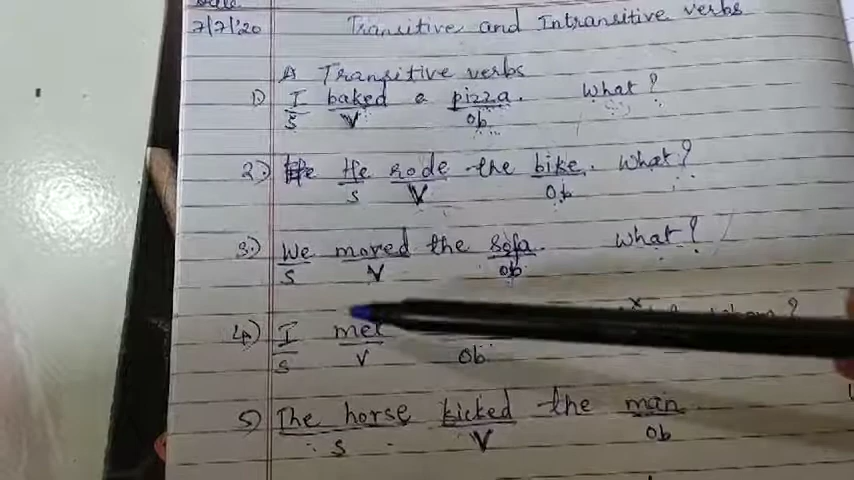 7/7/'20 Transitive and Intransitive verbs
A Transitive verbs
1) I baked a pizza. What?
S V Ob
2) He rode the bike. What?
S V Ob
3) We moved the sofa. What?
S V Ob
4) I met
S V Ob
5) The horse kicked the man
S V Ob